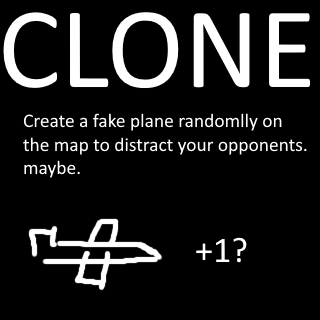 CLONE
Create a fake plane randomlly on
the map to distract your opponents.
maybe.
+1?